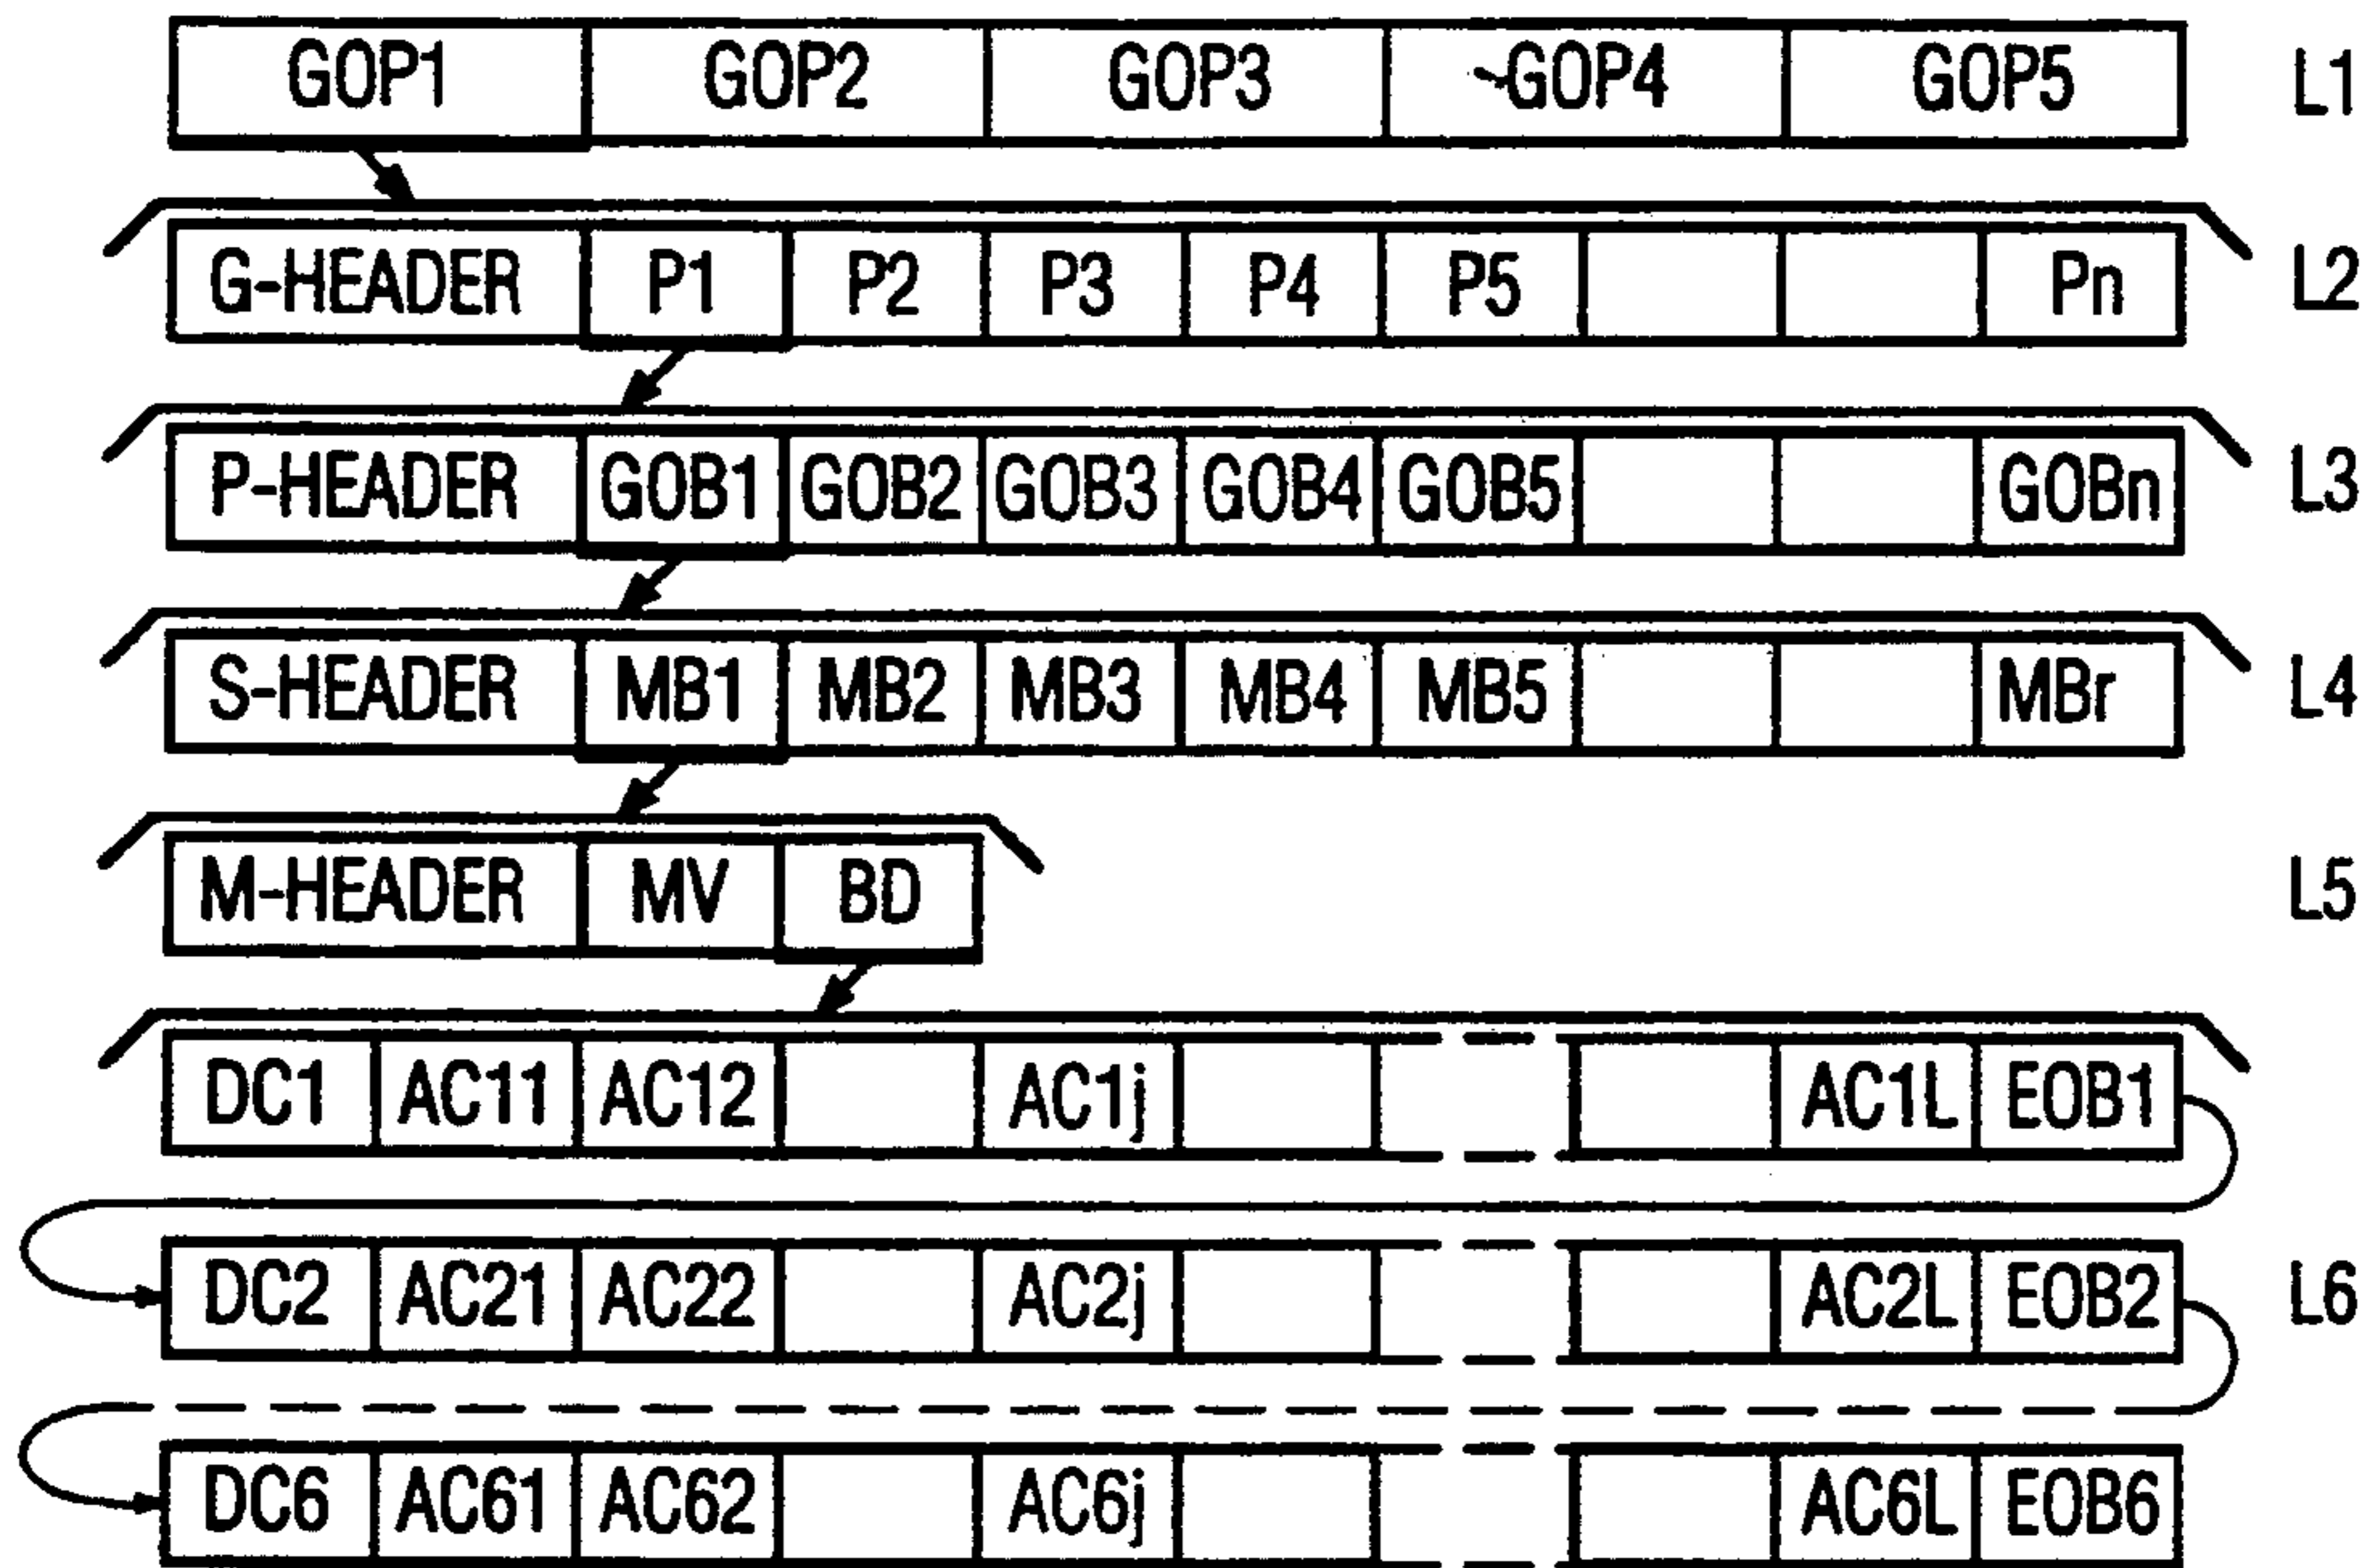 GOP1 GOP2 GOP3 GOP4 GOP5 L1
G-HEADER P1 P2 P3 P4 P5 Pn L2
P-HEADER GOB1 GOB2 GOB3 GOB4 GOB5 GOBn L3
S-HEADER MB1 MB2 MB3 MB4 MB5 MBr L4
M-HEADER MV BD L5
DC1 AC11 AC12 AC1j AC1L EOB1
DC2 AC21 AC22 AC2j AC2L EOB2 L6
DC6 AC61 AC62 AC6j AC6L EOB6